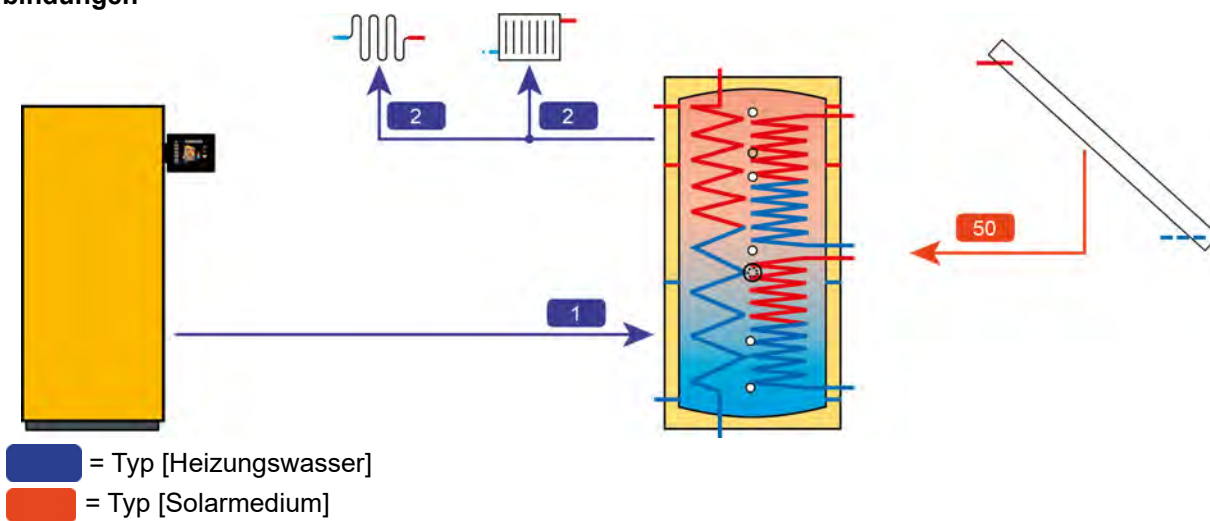 bindungen
2
2
50
1
= Typ [Heizungswasser]
= Typ [Solarmedium]